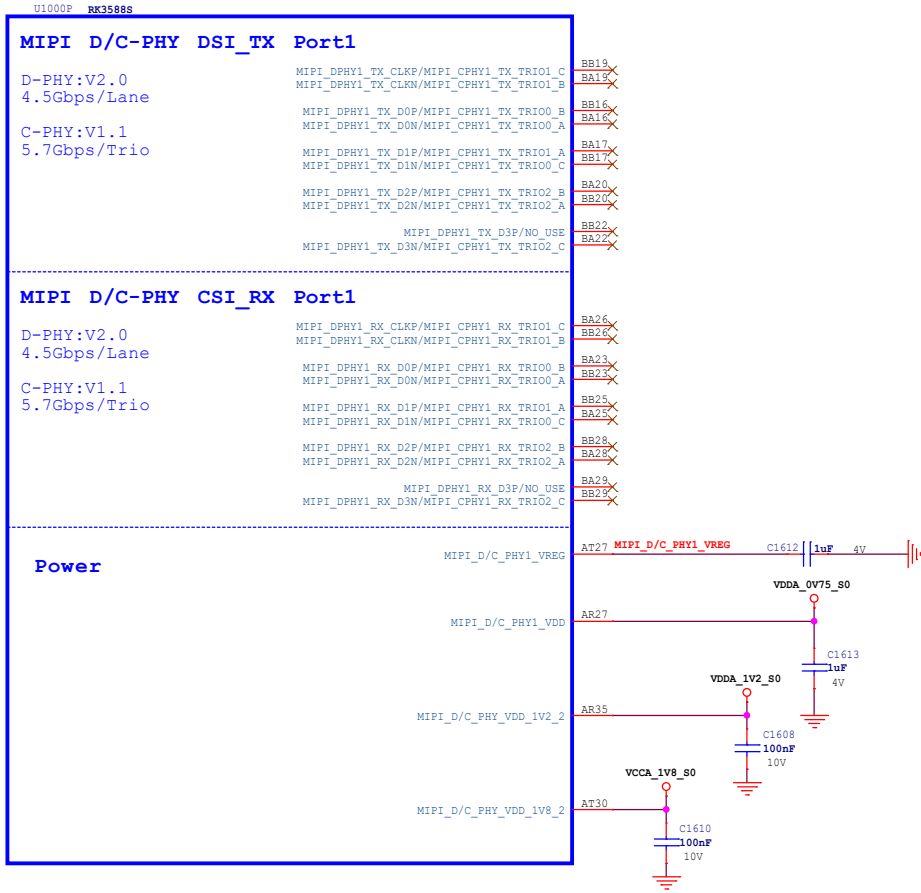 U1000P RK3588S
MIPI D/C-PHY DSI_TX Port1
D-PHY:V2.0
4.5Gbps/Lane
C-PHY:V1.1
5.7Gbps/Trio
MIPI_DPHY1_TX_CLKP/MIPI_CPHY1_TX_TRIO1_C BB19
MIPI_DPHY1_TX_CLKN/MIPI_CPHY1_TX_TRIO1_B BA19
MIPI_DPHY1_TX_D0P/MIPI_CPHY1_TX_TRIO0_B BB16
MIPI_DPHY1_TX_D0N/MIPI_CPHY1_TX_TRIO0_A BA16
MIPI_DPHY1_TX_D1P/MIPI_CPHY1_TX_TRIO1_A BA17
MIPI_DPHY1_TX_D1N/MIPI_CPHY1_TX_TRIO0_C BB17
MIPI_DPHY1_TX_D2P/MIPI_CPHY1_TX_TRIO2_B BA20
MIPI_DPHY1_TX_D2N/MIPI_CPHY1_TX_TRIO2_A BB20
MIPI_DPHY1_TX_D3P/NO_USE BB22
MIPI_DPHY1_TX_D3N/MIPI_CPHY1_TX_TRIO2_C BA22
MIPI D/C-PHY CSI_RX Port1
D-PHY:V2.0
4.5Gbps/Lane
C-PHY:V1.1
5.7Gbps/Trio
MIPI_DPHY1_RX_CLKP/MIPI_CPHY1_RX_TRIO1_C BA26
MIPI_DPHY1_RX_CLKN/MIPI_CPHY1_RX_TRIO1_B BB26
MIPI_DPHY1_RX_D0P/MIPI_CPHY1_RX_TRIO0_B BA23
MIPI_DPHY1_RX_D0N/MIPI_CPHY1_RX_TRIO0_A BB23
MIPI_DPHY1_RX_D1P/MIPI_CPHY1_RX_TRIO1_A BB25
MIPI_DPHY1_RX_D1N/MIPI_CPHY1_RX_TRIO0_C BA25
MIPI_DPHY1_RX_D2P/MIPI_CPHY1_RX_TRIO2_B BB28
MIPI_DPHY1_RX_D2N/MIPI_CPHY1_RX_TRIO2_A BA28
MIPI_DPHY1_RX_D3P/NO_USE BA29
MIPI_DPHY1_RX_D3N/MIPI_CPHY1_RX_TRIO2_C BB29
Power
MIPI_D/C_PHY1_VREG AT27 MIPI_D/C_PHY1_VREG C1612 1uF 4V
VDDA_0V75_S0
MIPI_D/C_PHY1_VDD AR27
C1613
1uF
4V
VDDA_1V2_S0
MIPI_D/C_PHY_VDD_1V2_2 AR35
C1608
100nF
10V
VCCA_1V8_S0
MIPI_D/C_PHY_VDD_1V8_2 AT30
C1610
100nF
10V